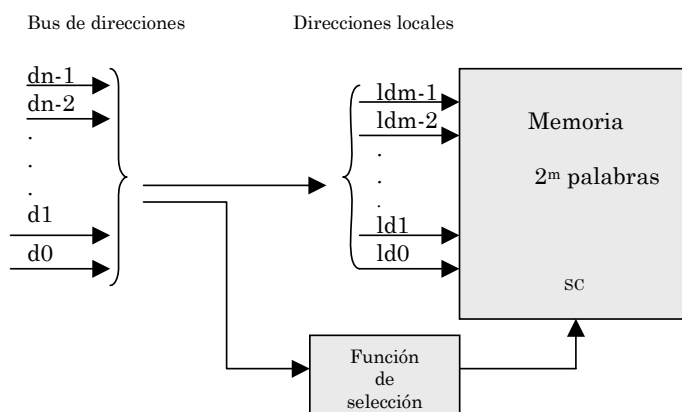 Bus de direcciones
Direcciones locales
dn-1
dn-2
.
.
.
d1
d0
ldm-1
ldm-2
.
.
.
ld1
ld0
Memoria
2ᵐ palabras
sc
Función
de
selección